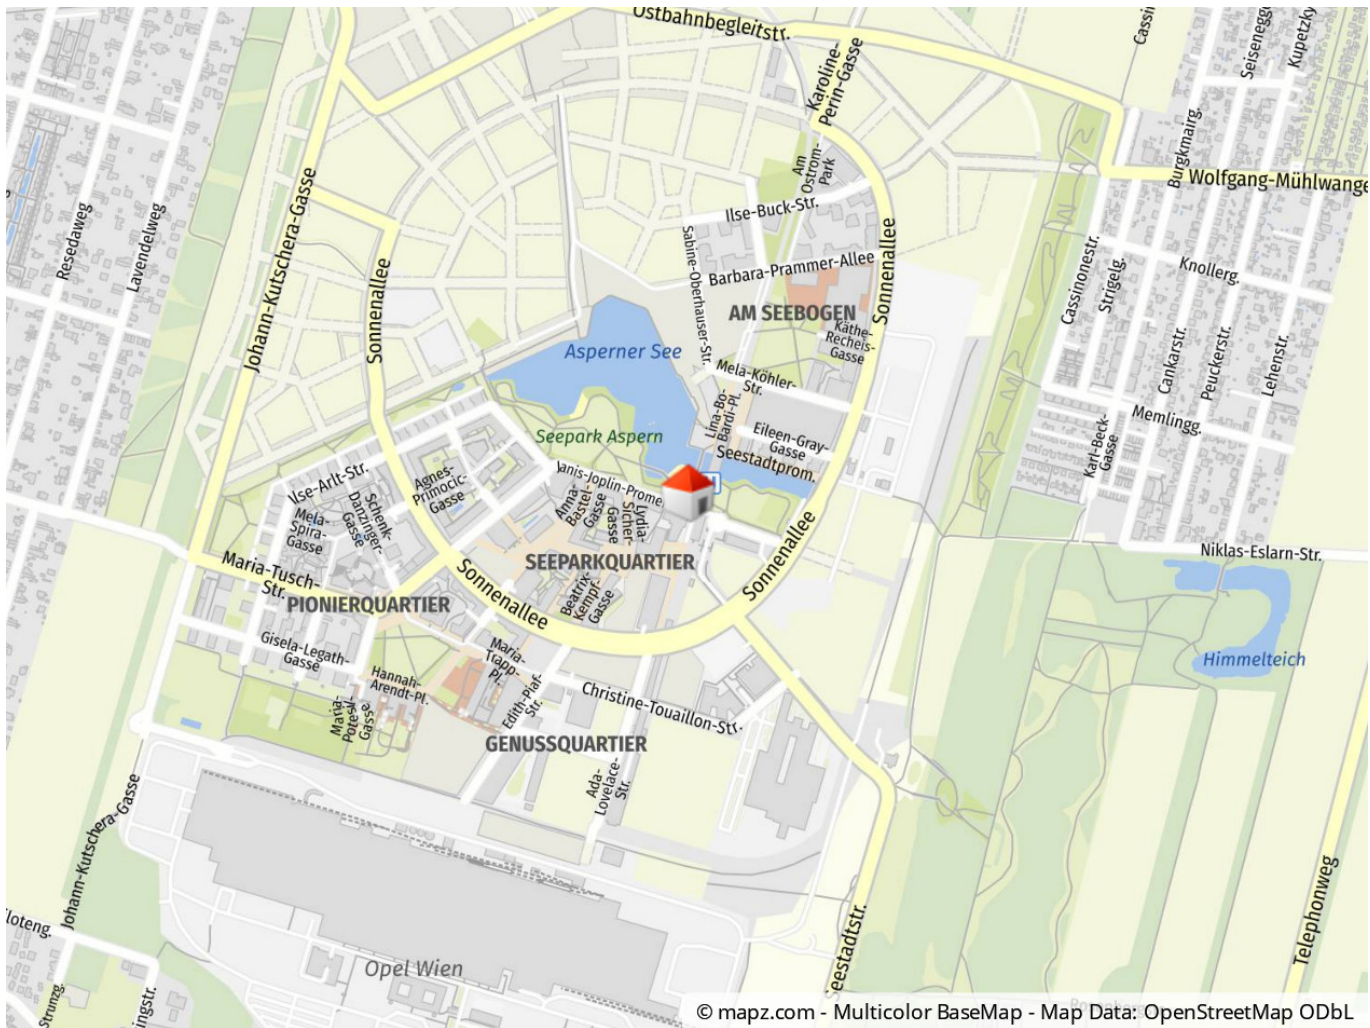 Ostbahnbegleitstr.
Karoline-
Perin-Gasse
Cassin
Seisenegg
Kupetzky
Burgkmairg.
Wolfgang-Mühlwange
Am
Ostrom-
Park
Ilse-Buck-Str.
Resedaweg
Lavendelweg
Johann-Kutschera-Gasse
Sonnenallee
Sabine-Oberhauser-Str.
Barbara-Prammer-Allee
Sonnenallee
AM SEEBOGEN
Käthe-
Recheis-
Gasse
Cassinonestr.
Strigelg.
Knollerg.
Cankarstr.
Peuckerstr.
Lehenstr.
Asperner See
Mela-Köhler-
Str.
Lina-Bo-
Bardi-Pl.
Eileen-Gray-
Gasse
Seestadtprom.
Memlingg.
Karl-Beck-
Gasse
Seepark Aspern
Janis-Joplin-Prome
Ilse-Arlt-Str.
Agnes-
Primocic-
Gasse
Schenk-
Danzinger-
Gasse
Mela-
Spira-
Gasse
Anna-
Bastel-
Gasse
Lydia-
Sicher-
Gasse
SEEPARKQUARTIER
Beatrix-
Kempf-
Gasse
Sonnenallee
Sonnenallee
Niklas-Eslarn-Str.
Maria-Tusch-
Str.
PIONIERQUARTIER
Gisela-Legath-
Gasse
Hannah-
Arendt-Pl.
Maria-
Potesil-
Gasse
Maria-
Trapp-
Pl.
Edith-Piaf-
Str.
Christine-Touaillon-Str.
GENUSSQUARTIER
Ada-
Lovelace-
Str.
Himmelteich
Johann-Kutschera-Gasse
Opel Wien
Seestadtstr.
Telephonweg
floteng.
Strunzg.
ingstr.
© mapz.com - Multicolor BaseMap - Map Data: OpenStreetMap ODbL